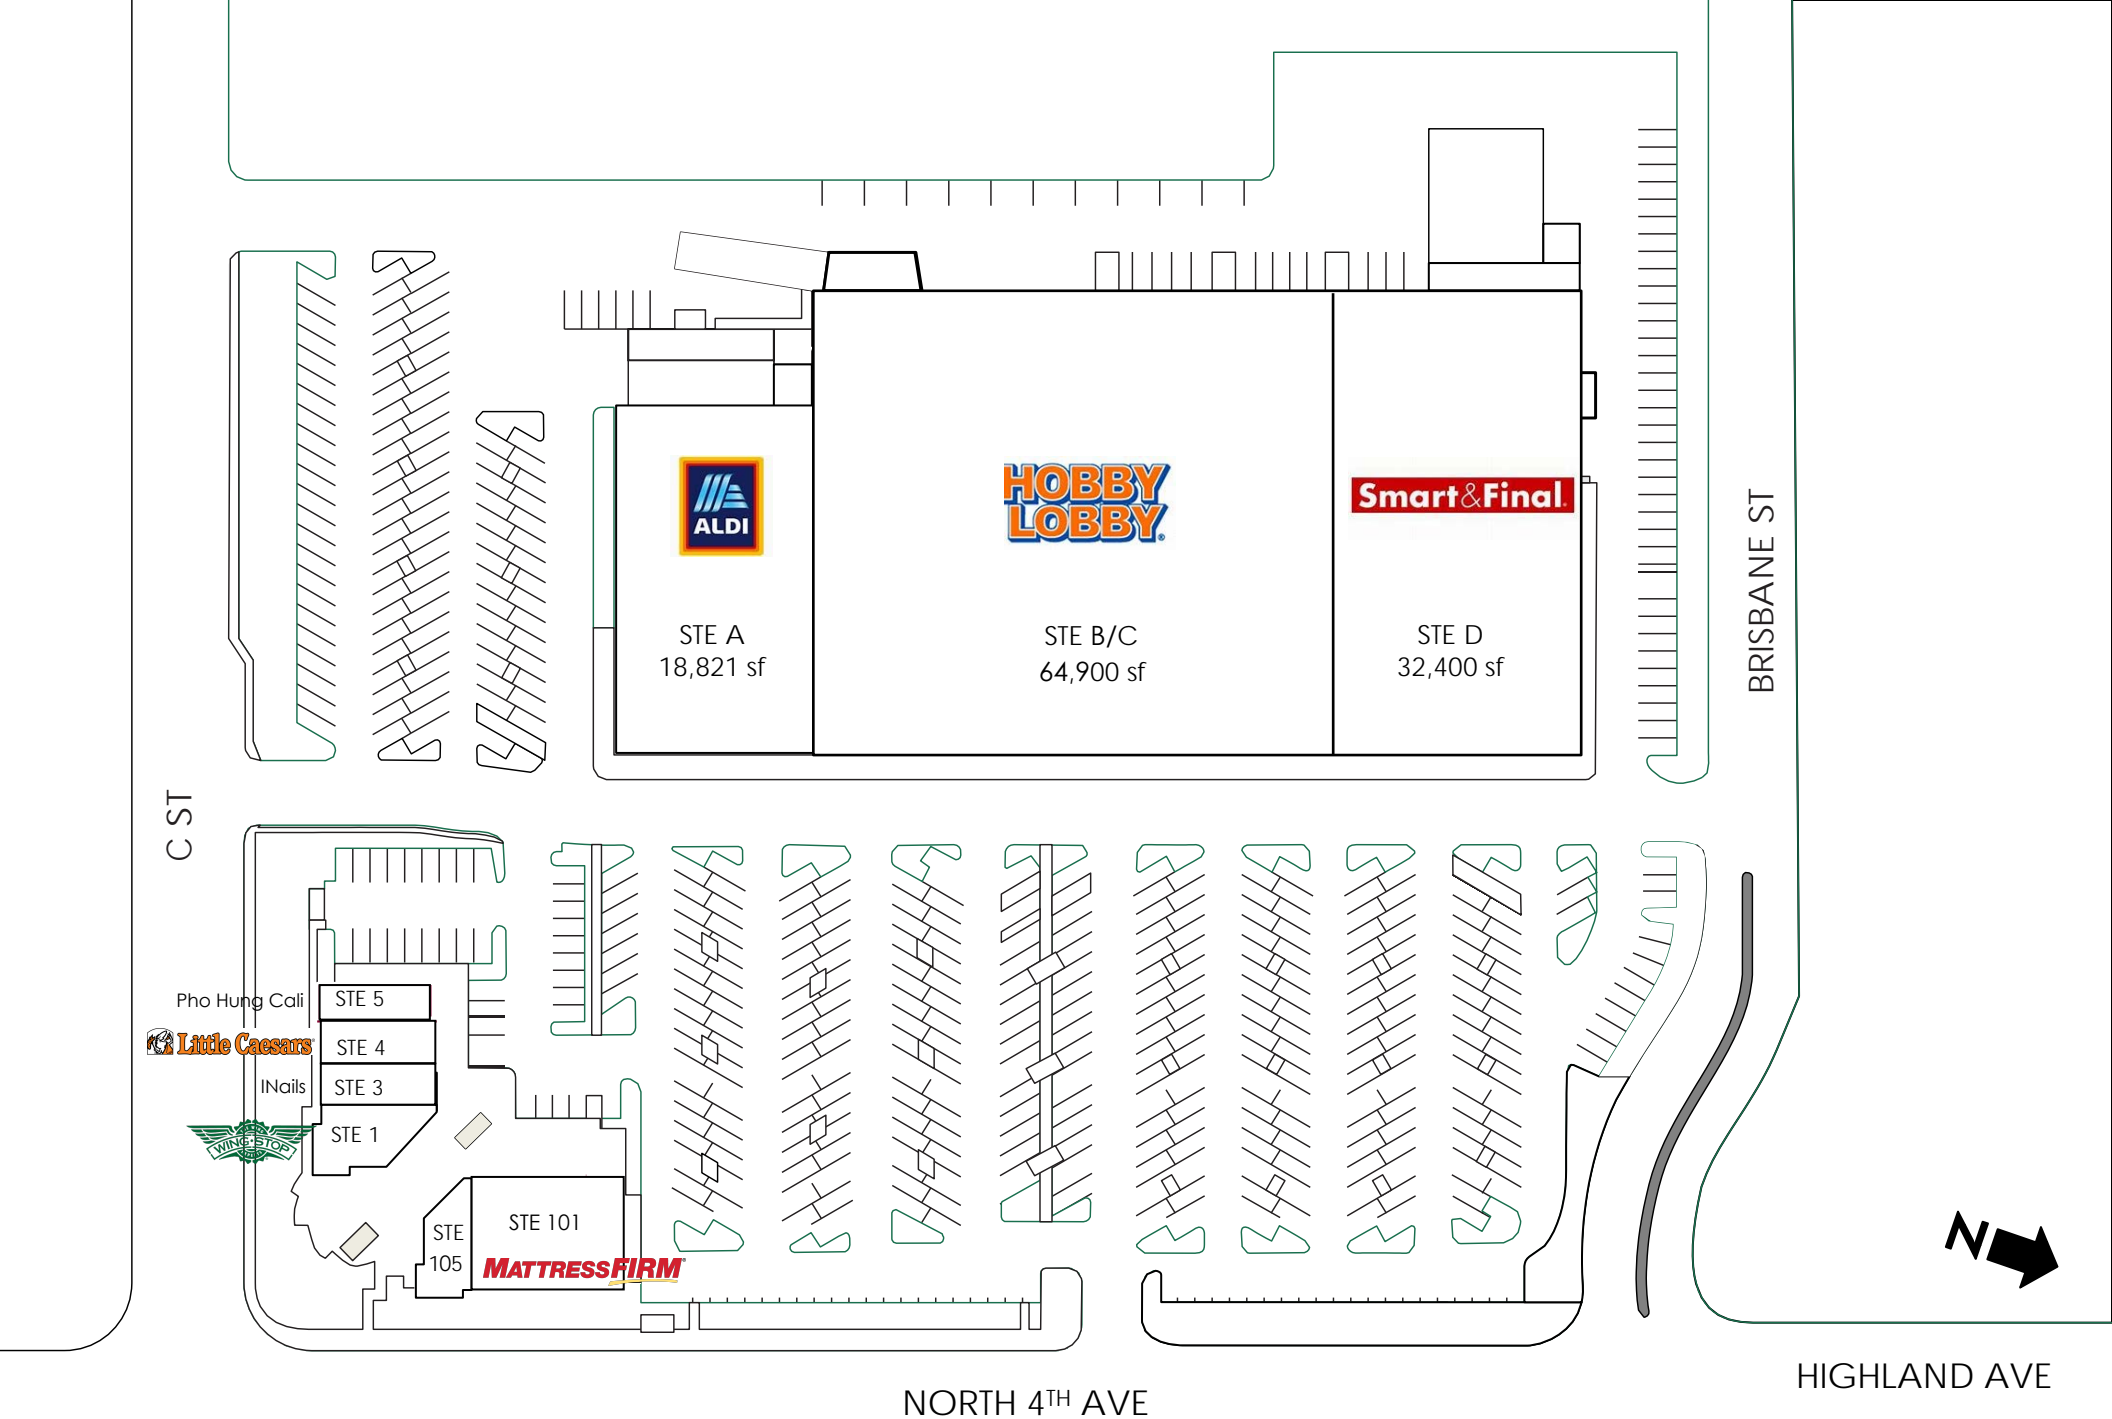 ALDI
HOBBY
LOBBY
Smart&Final.
STE A
18,821 sf
STE B/C
64,900 sf
STE D
32,400 sf
BRISBANE ST
C ST
Pho Hung Cali
STE 5
Little Caesars
STE 4
INails
STE 3
WING·STOP
STE 1
STE
105
STE 101
MATTRESSFIRM
N
HIGHLAND AVE
NORTH 4TH AVE